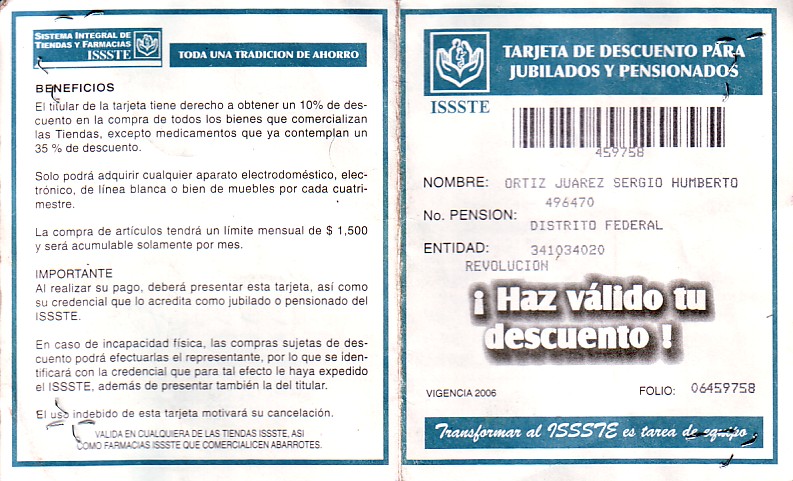 SISTEMA INTEGRAL DE
TIENDAS Y FARMACIAS
ISSSTE
TODA UNA TRADICION DE AHORRO
BENEFICIOS
El titular de la tarjeta tiene derecho a obtener un 10% de des-
cuento en la compra de todos los bienes que comercializan
las Tiendas, excepto medicamentos que ya contemplan un
35 % de descuento.
Solo podrá adquirir cualquier aparato electrodoméstico, elec-
trónico, de línea blanca o bien de muebles por cada cuatri-
mestre.
La compra de artículos tendrá un límite mensual de $ 1,500
y será acumulable solamente por mes.
IMPORTANTE
Al realizar su pago, deberá presentar esta tarjeta, así como
su credencial que lo acredita como jubilado o pensionado del
ISSSTE.
En caso de incapacidad física, las compras sujetas de des-
cuento podrá efectuarlas el representante, por lo que se iden-
tificará con la credencial que para tal efecto le haya expedido
el ISSSTE, además de presentar también la del titular.
El uso indebido de esta tarjeta motivará su cancelación.
VALIDA EN CUALQUIERA DE LAS TIENDAS ISSSTE, ASI
COMO FARMACIAS ISSSTE QUE COMERCIALICEN ABARROTES.
TARJETA DE DESCUENTO PARA
JUBILADOS Y PENSIONADOS
ISSSTE
459758
NOMBRE: ORTIZ JUAREZ SERGIO HUMBERTO
496470
No. PENSION:
DISTRITO FEDERAL
ENTIDAD: 341034020
REVOLUCION
¡ Haz válido tu
descuento !
VIGENCIA 2006
FOLIO: 06459758
Transformar al ISSSTE es tarea de equipo